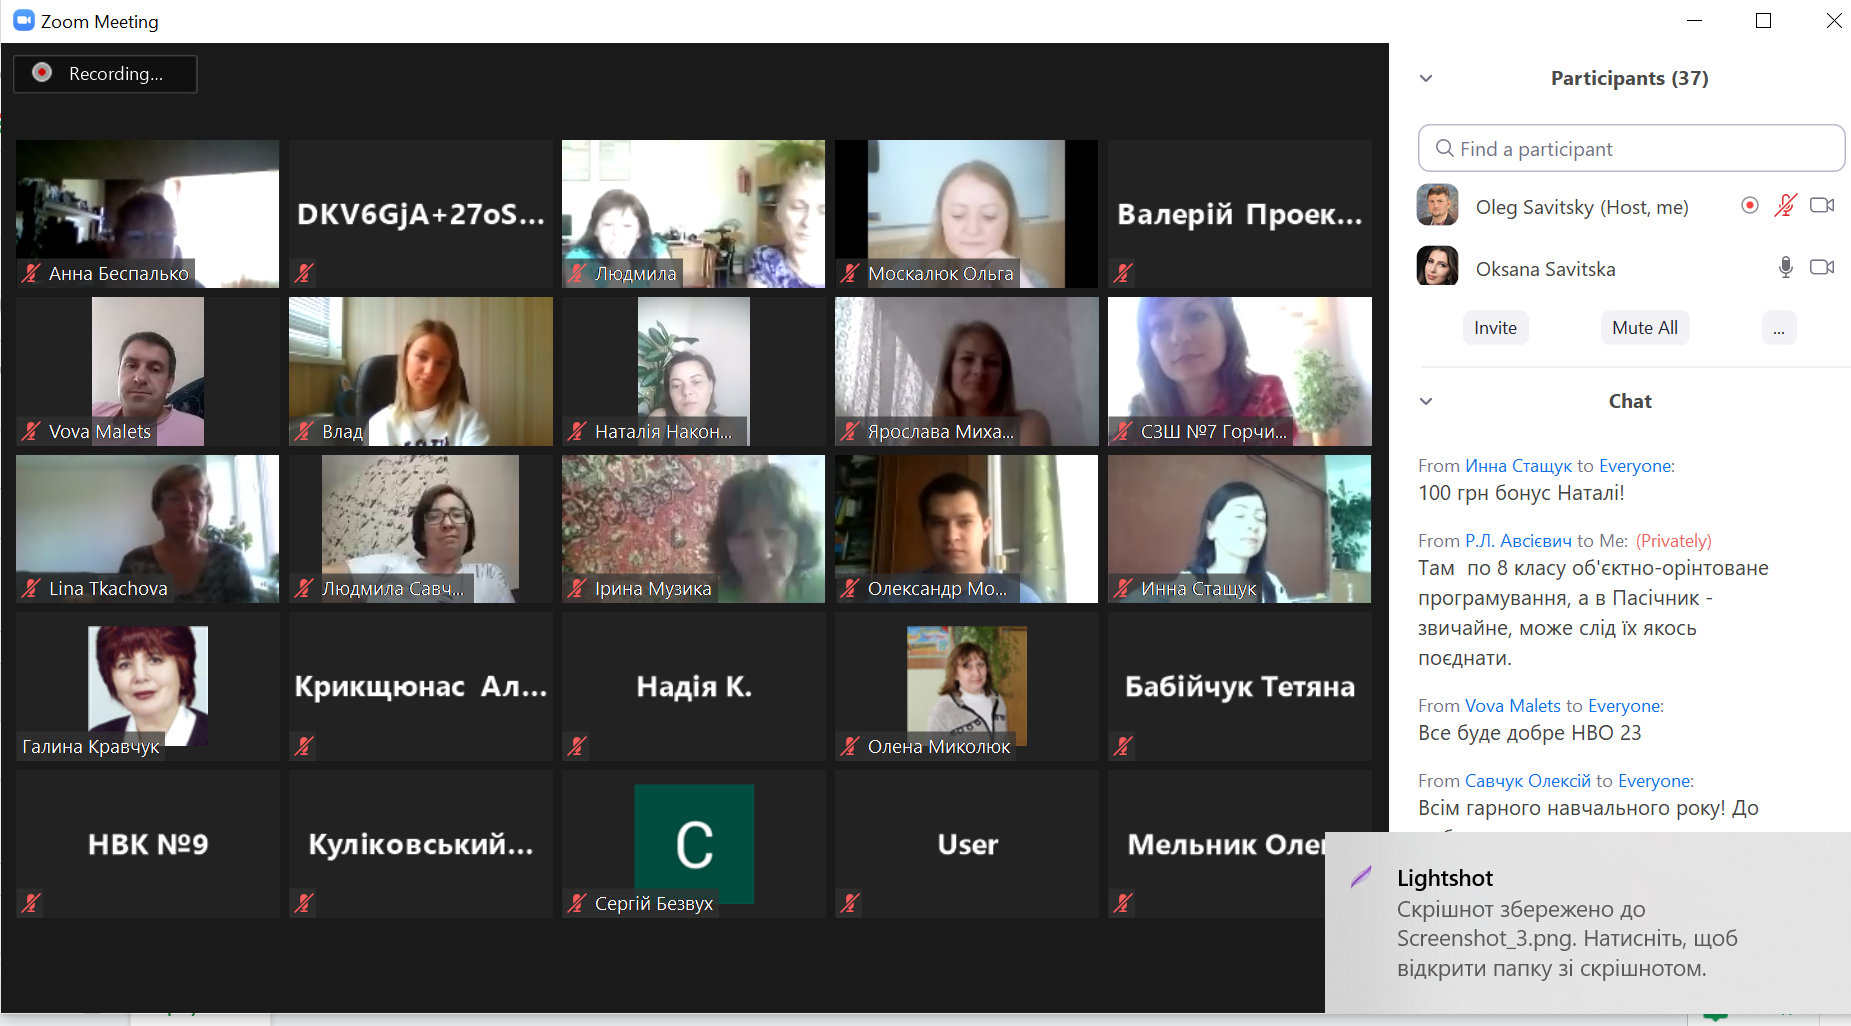 Zoom Meeting
Recording...
Анна Беспалько
DKV6GjA+27oS...
Людмила
Москалюк Ольга
Валерій Проек...
Vova Malets
Влад
Наталія Након...
Ярослава Миха...
СЗШ №7 Горчи...
Lina Tkachova
Людмила Савч...
Ірина Музика
Олександр Мо...
Инна Стащук
Галина Кравчук
Крикщюнас Ал...
Надія К.
Олена Миколюк
Бабійчук Тетяна
НВК №9
Куліковський...
С
Сергій Безвух
User
Мельник Олег
Participants (37)
Find a participant
Oleg Savitsky (Host, me)
Oksana Savitska
Invite
Mute All
...
Chat
From Инна Стащук to Everyone:
100 грн бонус Наталі!
From Р.Л. Авсієвич to Me: (Privately)
Там по 8 класу об'єктно-орінтоване
програмування, а в Пасічник -
звичайне, може слід їх якось
поєднати.
From Vova Malets to Everyone:
Все буде добре НВО 23
From Савчук Олексій to Everyone:
Всім гарного навчального року! До
Lightshot
Скрішнот збережено до
Screenshot_3.png. Натисніть, щоб
відкрити папку зі скрішнотом.